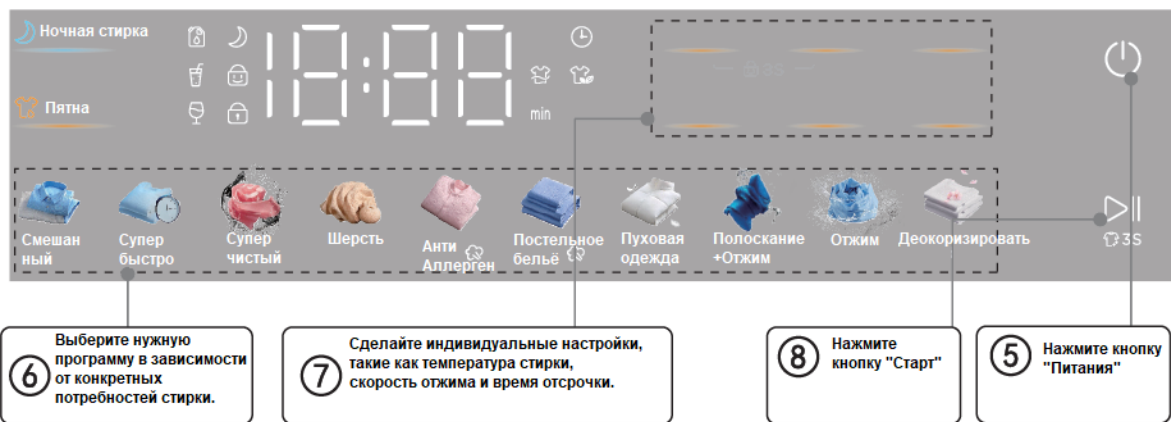 Ночная стирка
Пятна
18:88
min
3S
Смешан
ный
Супер
быстро
Супер
чистый
Шерсть
Анти
Аллерген
Постельное
бельё
Пуховая
одежда
Полоскание
+Отжим
Отжим
Деокоризировать
3S
6
Выберите нужную
программу в зависимости
от конкретных
потребностей стирки.
7
Сделайте индивидуальные настройки,
такие как температура стирки,
скорость отжима и время отсрочки.
8
Нажмите
кнопку "Старт"
5
Нажмите кнопку
"Питания"